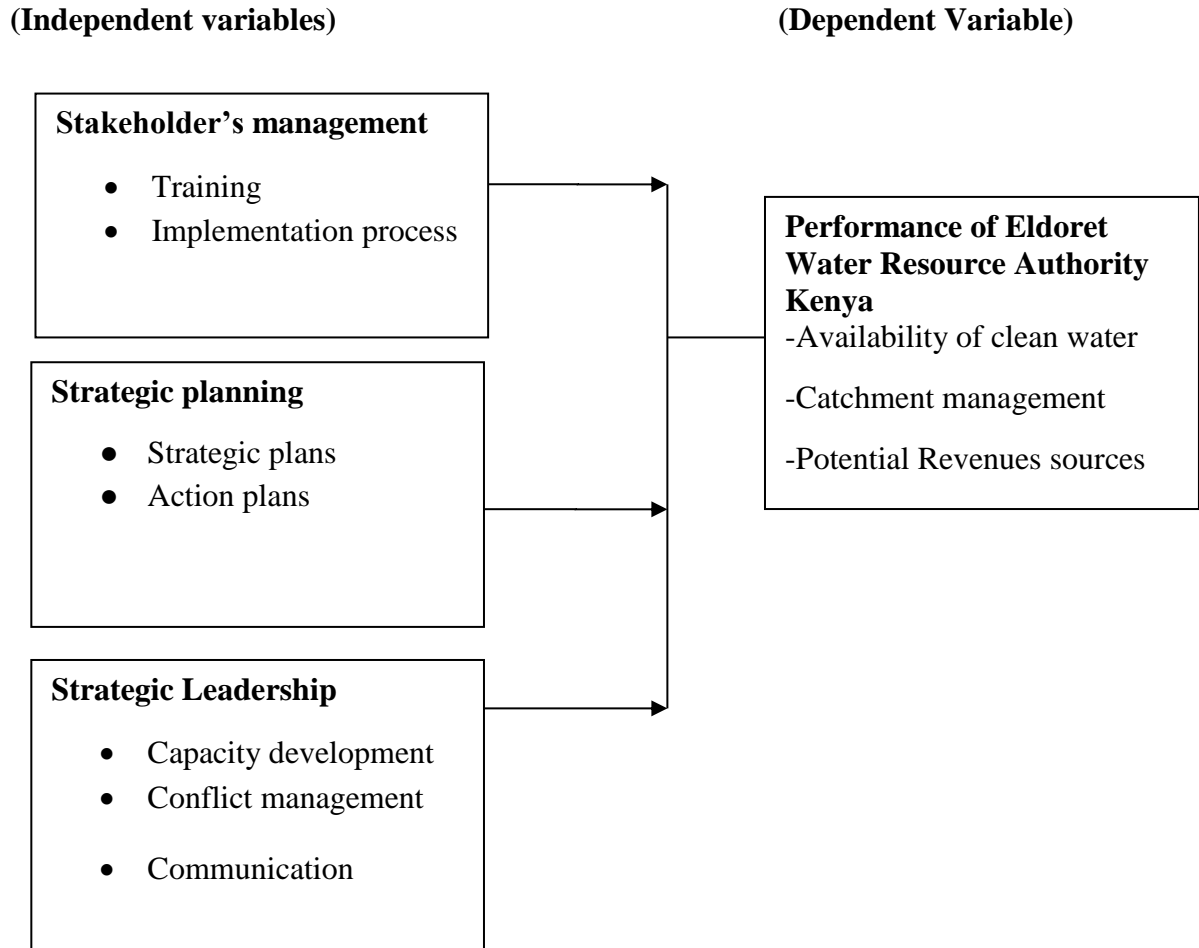 (Independent variables)
(Dependent Variable)
Stakeholder’s management
• Training
• Implementation process
Strategic planning
● Strategic plans
● Action plans
Strategic Leadership
• Capacity development
• Conflict management
• Communication
Performance of Eldoret
Water Resource Authority
Kenya
-Availability of clean water
-Catchment management
-Potential Revenues sources